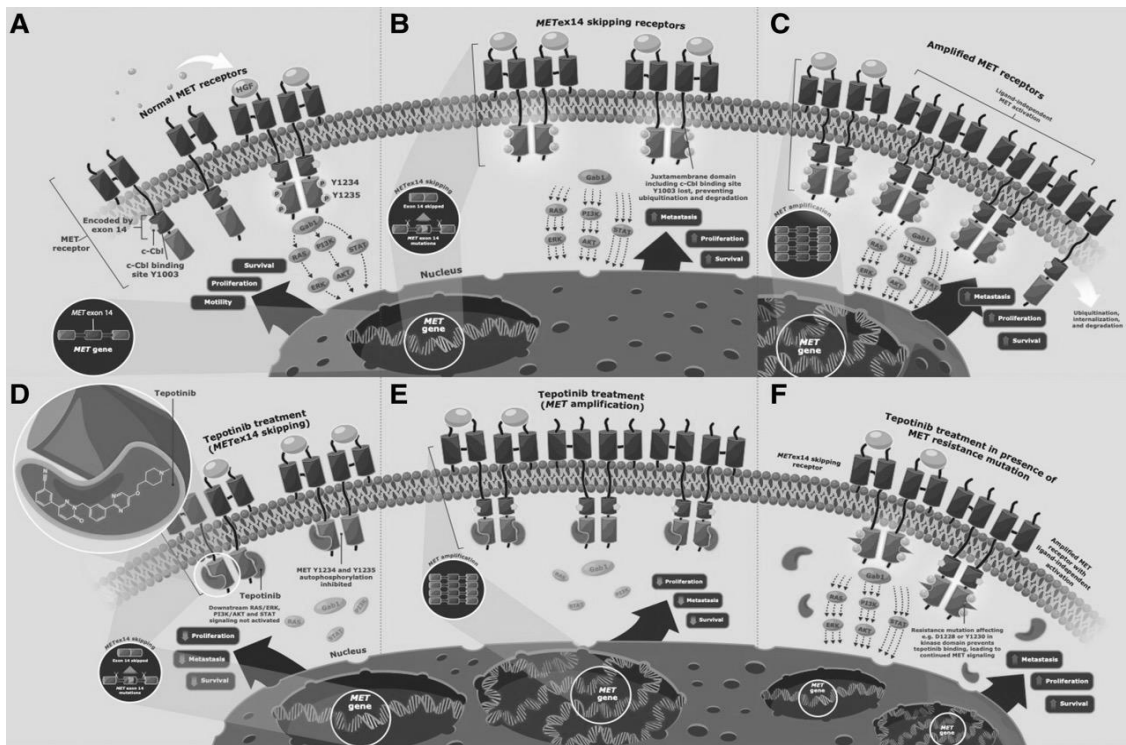 A
Normal MET receptors
HGF
P
P
P
P
Y1234
Y1235
Encoded by
exon 14
MET
receptor
c-Cbl
c-Cbl binding
site Y1003
Gab1
RAS
PI3K
STAT
ERK
AKT
Survival
Proliferation
Motility
MET exon 14
MET gene
B
METex14 skipping receptors
METex14 skipping
Exon 14 skipped
MET exon 14
mutations
Gab1
RAS
PI3K
STAT
ERK
AKT
Juxtamembrane domain
including c-Cbl binding site
Y1003 lost, preventing
ubiquitination and degradation
Metastasis
Proliferation
Survival
Nucleus
MET
gene
C
Amplified MET receptors
Ligand-independent
MET activation
MET amplification
Gab1
RAS
PI3K
STAT
ERK
AKT
Metastasis
Proliferation
Survival
Ubiquitination,
internalization,
and degradation
MET
gene
D
Tepotinib
Tepotinib treatment
(METex14 skipping)
N
N
N
N
O
N
O
MET Y1234 and Y1235
autophosphorylation
inhibited
Tepotinib
Downstream RAS/ERK,
PI3K/AKT and STAT
signaling not activated
Gab1
RAS
PI3K
STAT
METex14 skipping
Exon 14 skipped
MET exon 14
mutations
Proliferation
Metastasis
Survival
Nucleus
MET
gene
E
Tepotinib treatment
(MET amplification)
MET amplification
RAS
Gab1
STAT
PI3K
Proliferation
Metastasis
Survival
MET
gene
F
Tepotinib treatment in presence of
MET resistance mutation
METex14 skipping
receptor
Amplified MET
receptor with
ligand-independent
activation
Gab1
RAS
PI3K
STAT
ERK
AKT
Resistance mutation affecting
e.g. D1228 or Y1230 in
kinase domain prevents
tepotinib binding, leading to
continued MET signaling
Metastasis
Proliferation
Survival
MET
gene
MET
gene